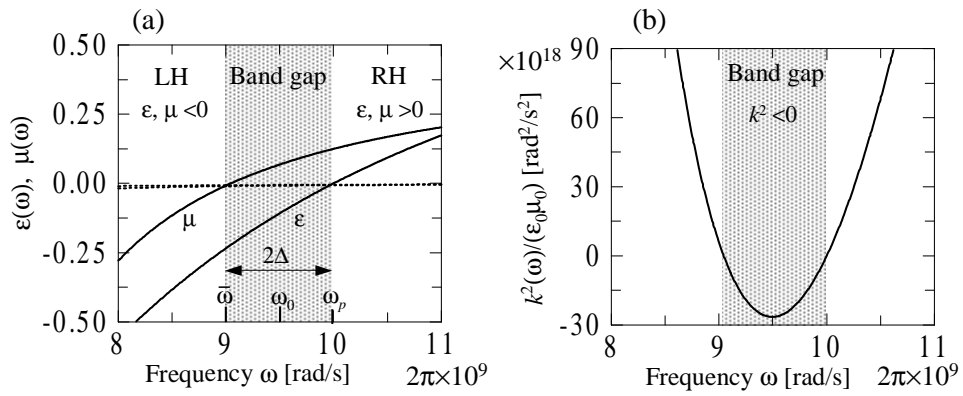 (a)
0.50
0.25
0.00
-0.25
-0.50
ε(ω), μ(ω)
LH
ε, μ <0
Band gap
RH
ε, μ >0
μ
ε
2Δ
ω̅
ω₀
ωₚ
8
9
10
11
Frequency ω [rad/s]
2π×10⁹
(b)
×10¹⁸
90
60
30
0
-30
k²(ω)/(ε₀μ₀) [rad²/s²]
Band gap
k² <0
8
9
10
11
Frequency ω [rad/s]
2π×10⁹